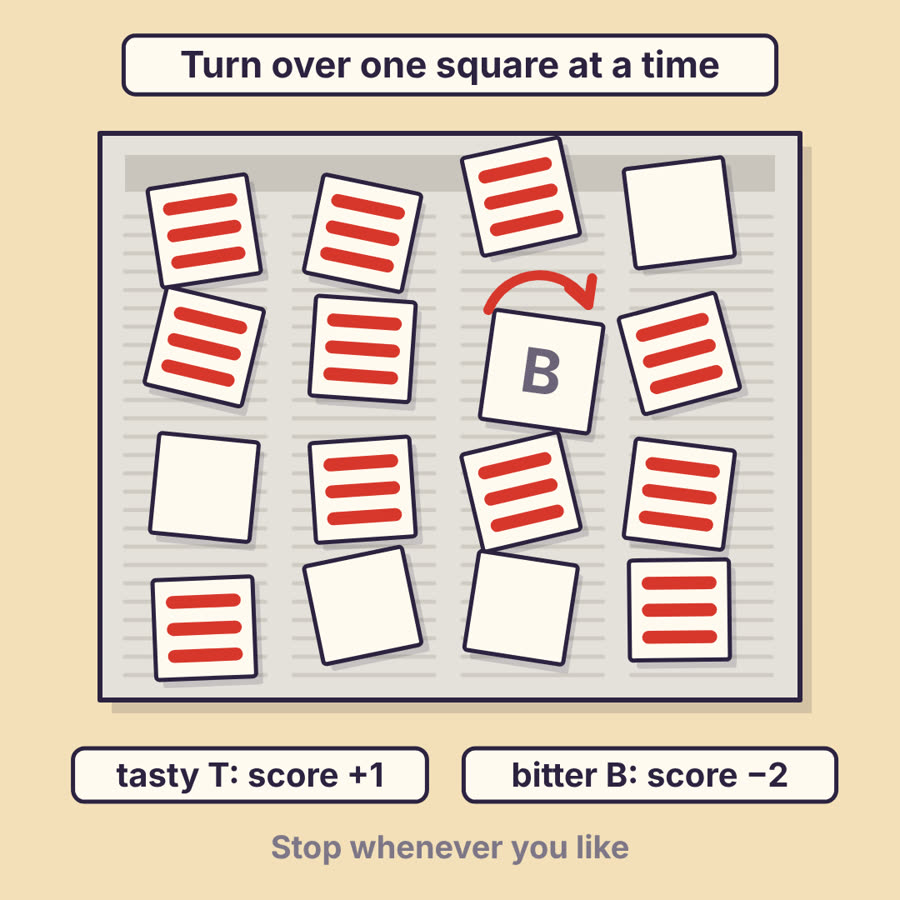 Turn over one square at a time
B
tasty T: score +1
bitter B: score −2
Stop whenever you like